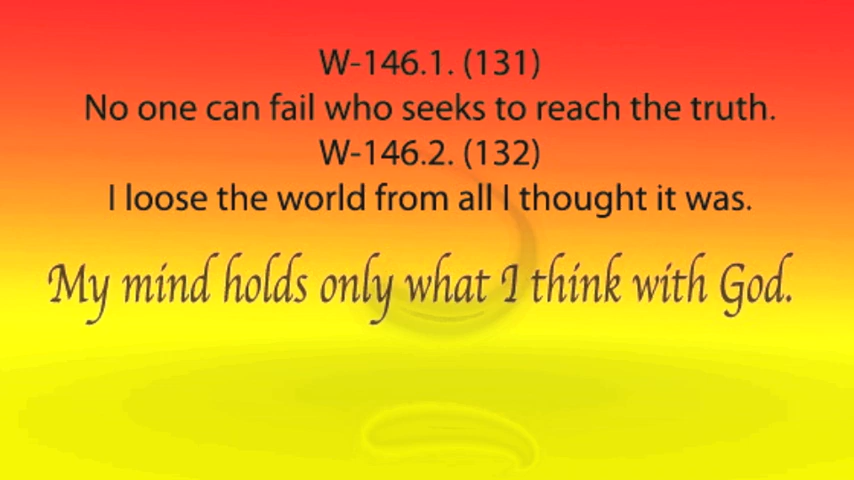 W-146.1. (131)
No one can fail who seeks to reach the truth.
W-146.2. (132)
I loose the world from all I thought it was.
My mind holds only what I think with God.